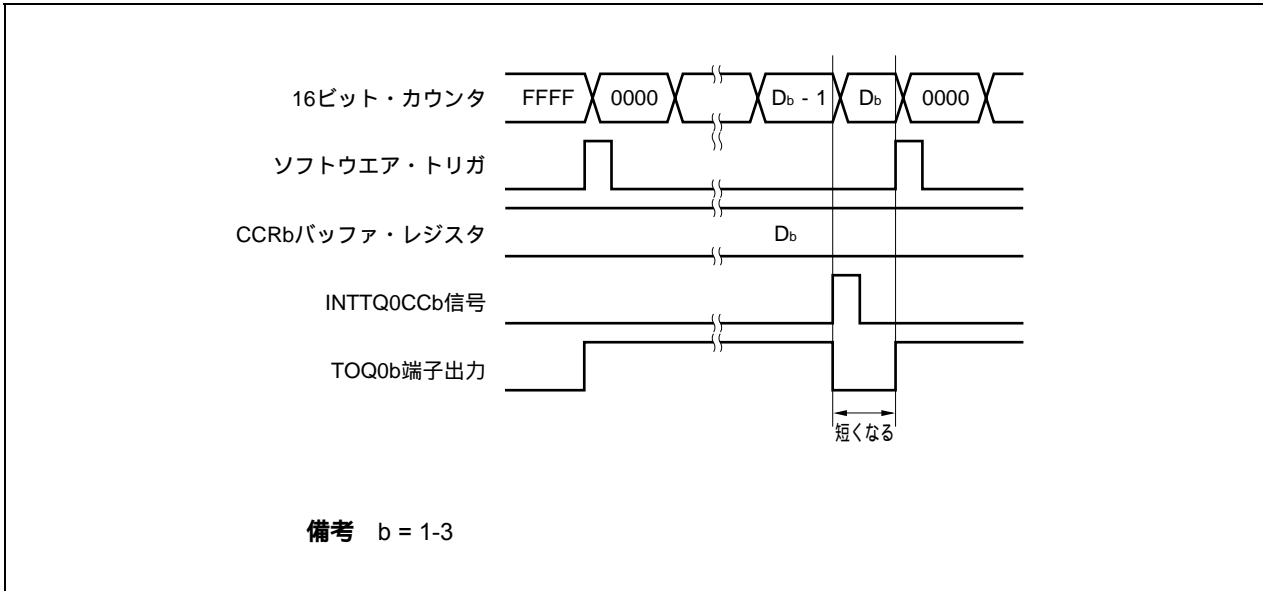 16ビット・カウンタ FFFF 0000 Db - 1 Db 0000
ソフトウエア・トリガ
CCRbバッファ・レジスタ Db
INTTQ0CCb信号
TOQ0b端子出力
短くなる
備考 b = 1-3